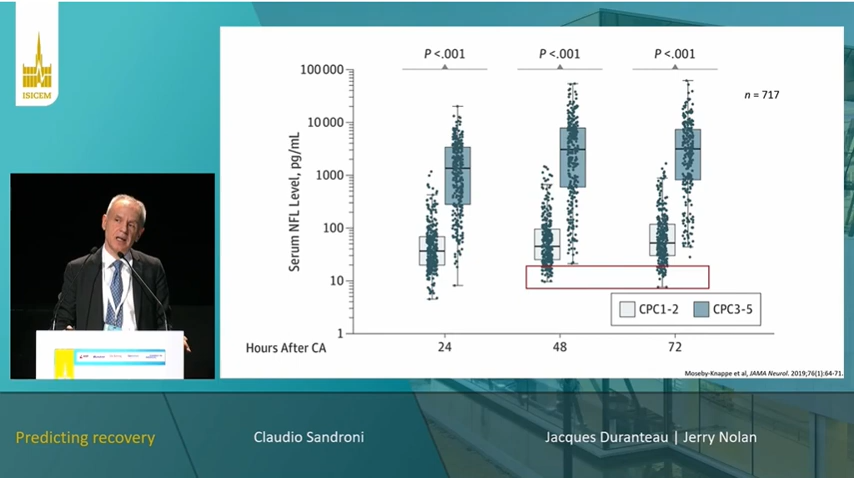 ISICEM
P <.001
P <.001
P <.001
n = 717
100 000
10 000
1000
100
10
1
Serum NFL Level, pg/mL
CPC1-2
CPC3-5
Hours After CA
24
48
72
Moseby-Knappe et al, JAMA Neurol. 2019;76(1):64-71.
Predicting recovery
Claudio Sandroni
Jacques Duranteau | Jerry Nolan